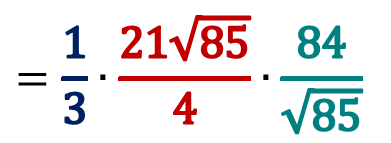 = 1/3 · 21√85/4 · 84/√85